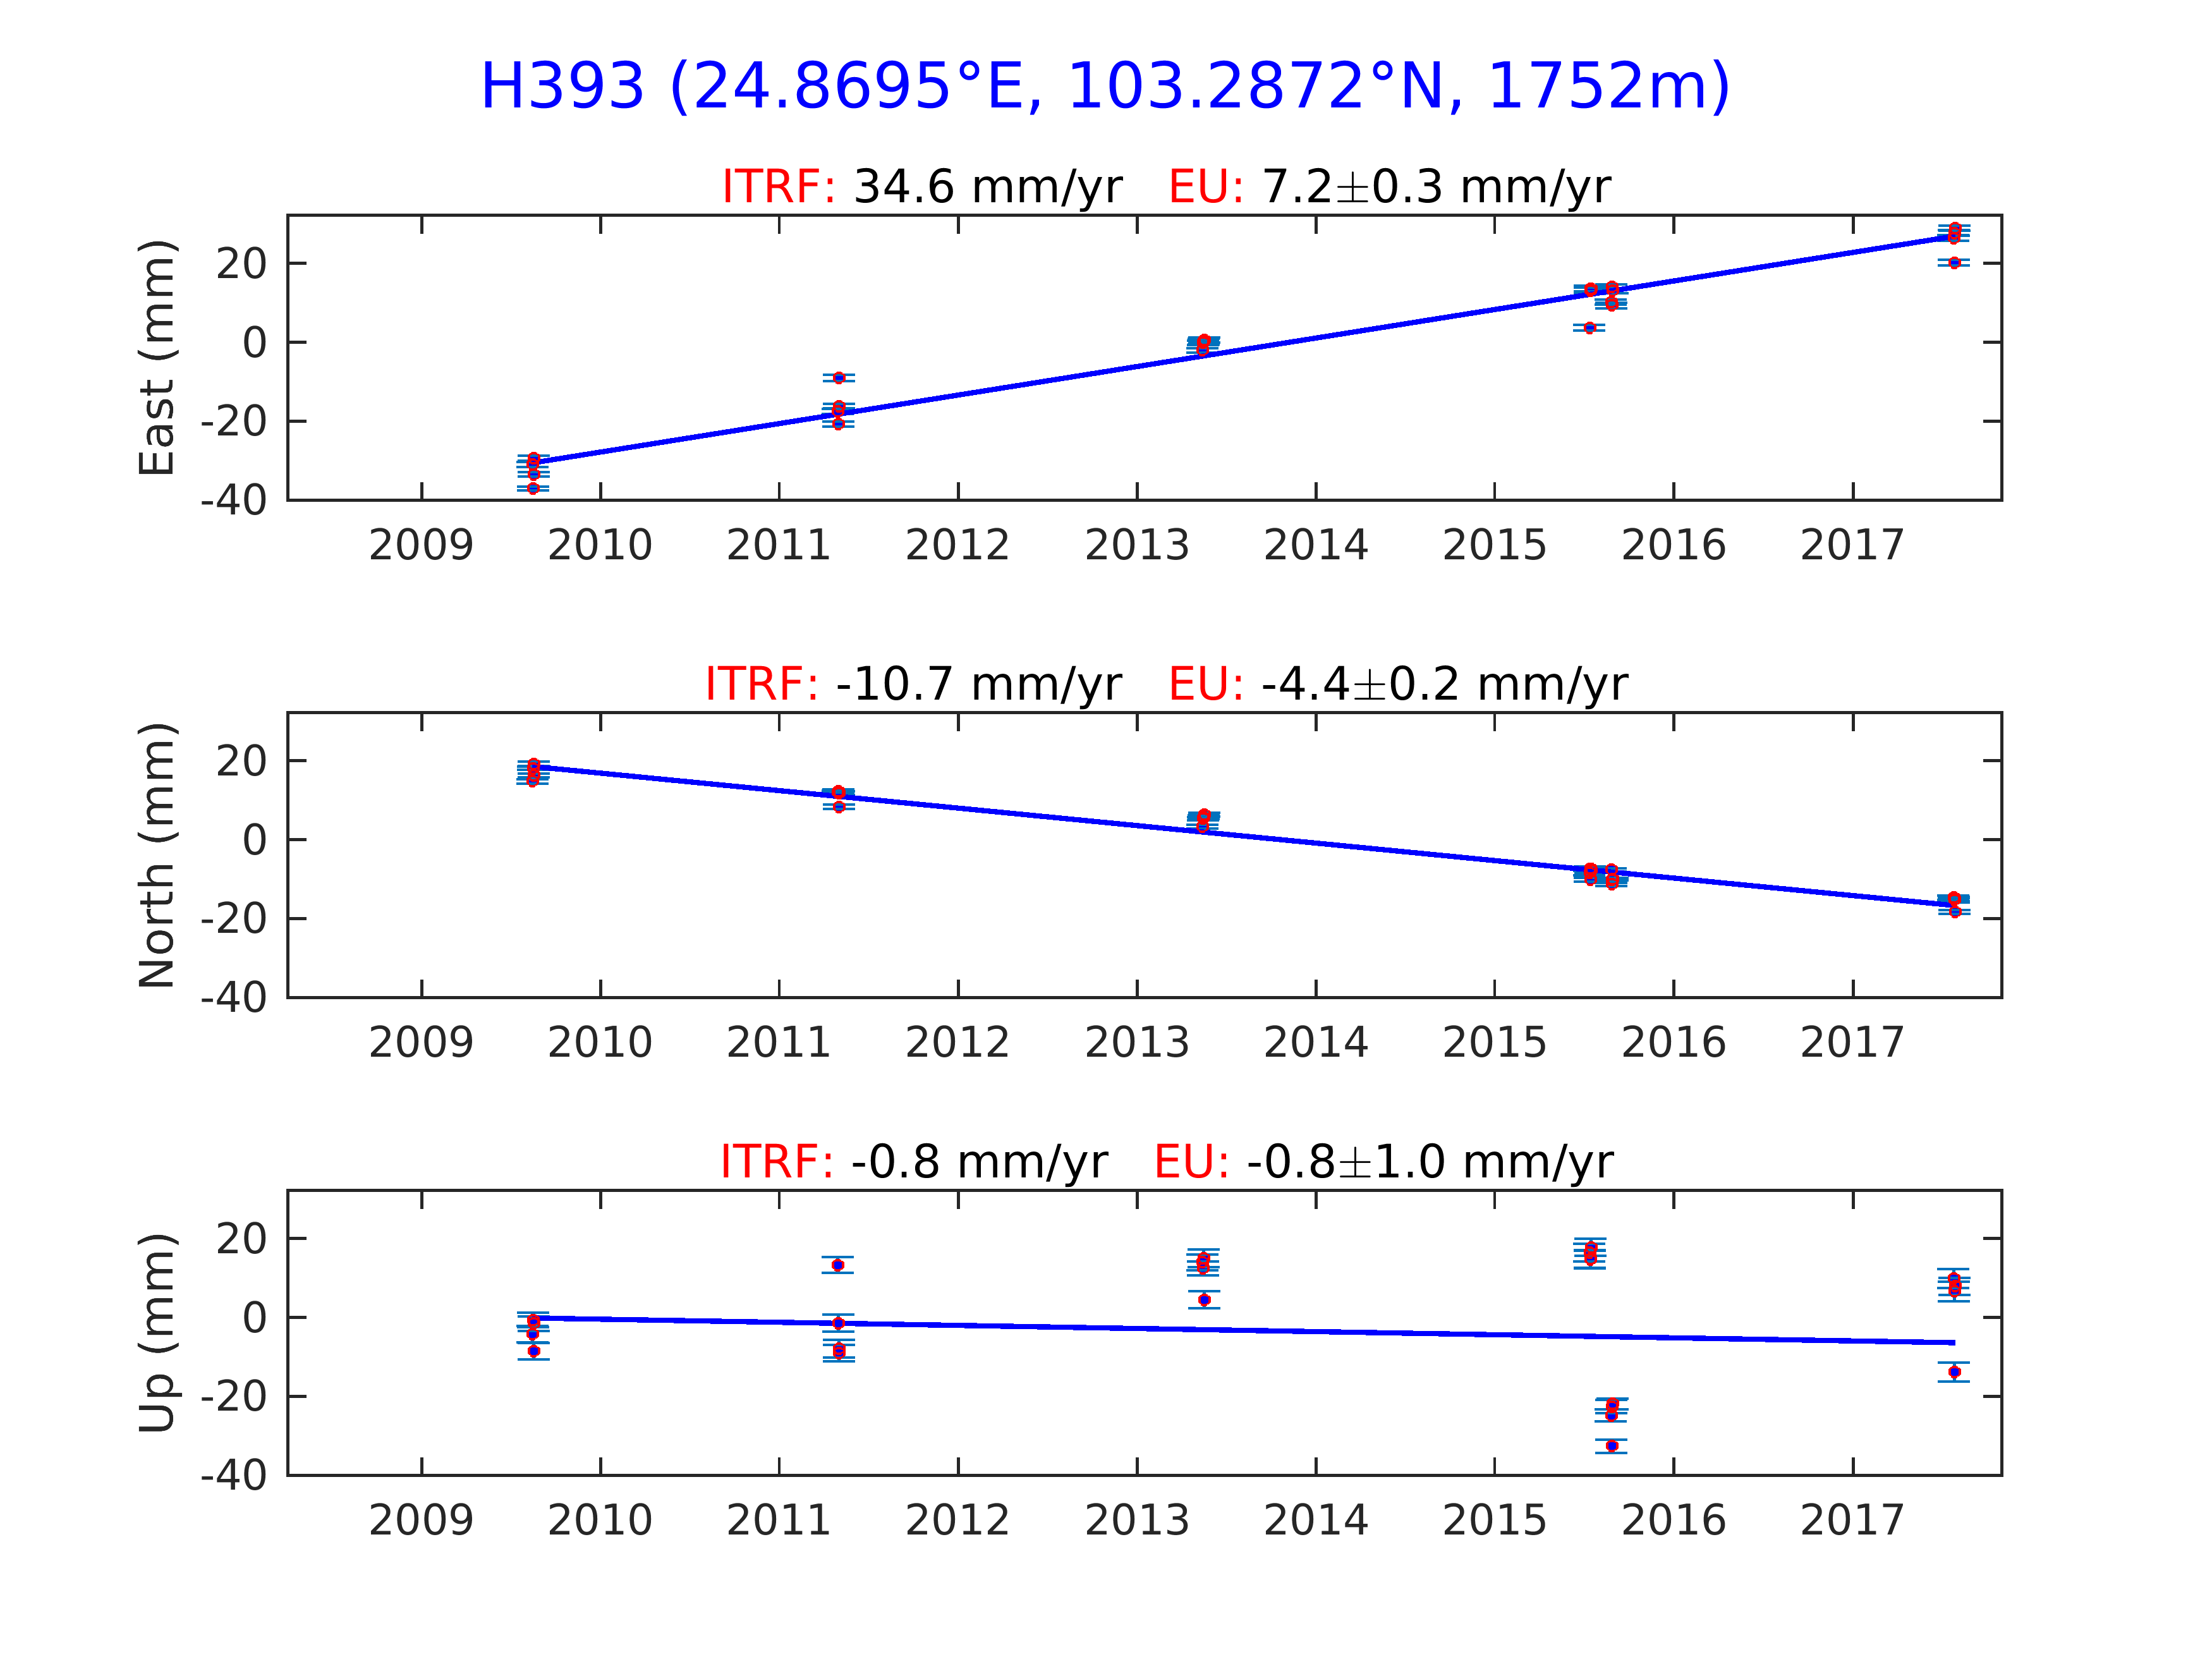 H393 (24.8695°E, 103.2872°N, 1752m)
ITRF: 34.6 mm/yr EU: 7.2±0.3 mm/yr
East (mm)
20
0
-20
-40
2009 2010 2011 2012 2013 2014 2015 2016 2017
ITRF: -10.7 mm/yr EU: -4.4±0.2 mm/yr
North (mm)
20
0
-20
-40
2009 2010 2011 2012 2013 2014 2015 2016 2017
ITRF: -0.8 mm/yr EU: -0.8±1.0 mm/yr
Up (mm)
20
0
-20
-40
2009 2010 2011 2012 2013 2014 2015 2016 2017